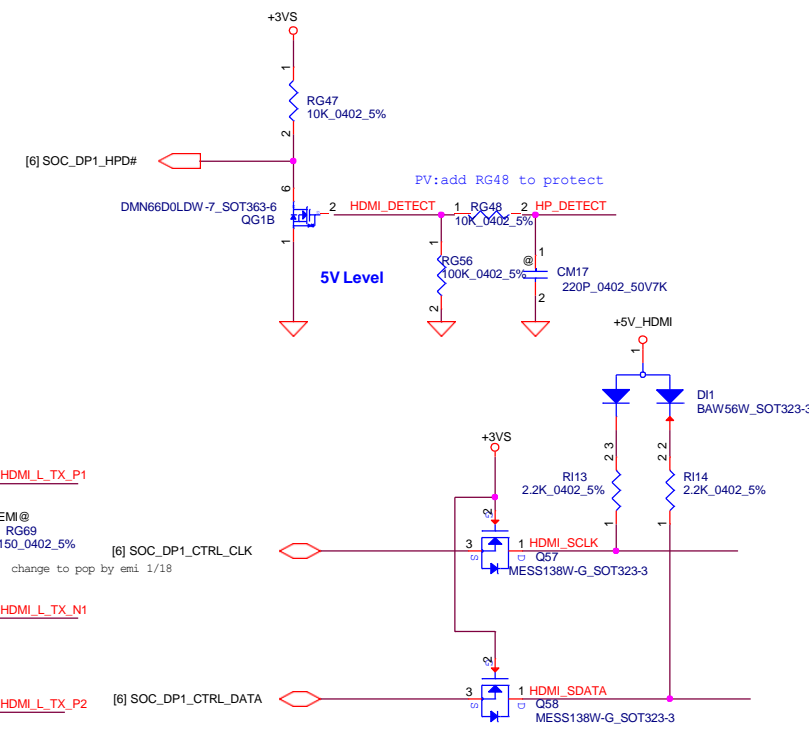 +3VS
1
RG47
10K_0402_5%
2
[6] SOC_DP1_HPD#
6
PV:add RG48 to protect
DMN66D0LDW-7_SOT363-6
QG1B
2
HDMI_DETECT
1
RG48
10K_0402_5%
2
HP_DETECT
1
1
RG56
100K_0402_5%
2
@
1
CM17
220P_0402_50V7K
2
5V Level
+5V_HDMI
1
DI1
BAW56W_SOT323-3
3
2
+3VS
2
RI13
2.2K_0402_5%
1
2
RI14
2.2K_0402_5%
1
HDMI_L_TX_P1
EMI@
RG69
150_0402_5%
change to pop by emi 1/18
[6] SOC_DP1_CTRL_CLK
3
S
2
G
1
D
HDMI_SCLK
Q57
MESS138W-G_SOT323-3
HDMI_L_TX_N1
HDMI_L_TX_P2
[6] SOC_DP1_CTRL_DATA
3
S
2
G
1
D
HDMI_SDATA
Q58
MESS138W-G_SOT323-3